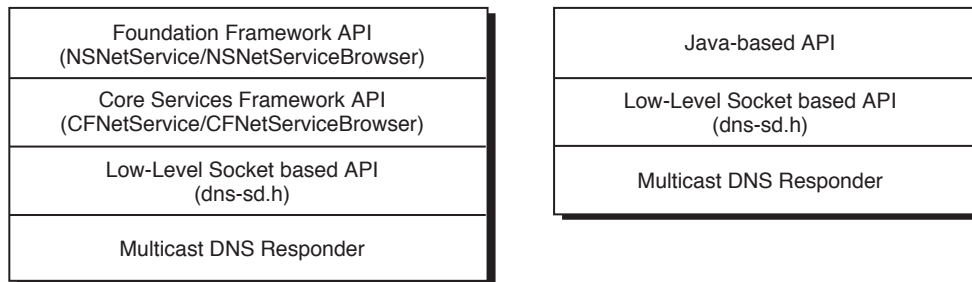 Foundation Framework API
(NSNetService/NSNetServiceBrowser)
Core Services Framework API
(CFNetService/CFNetServiceBrowser)
Low-Level Socket based API
(dns-sd.h)
Multicast DNS Responder
Java-based API
Low-Level Socket based API
(dns-sd.h)
Multicast DNS Responder